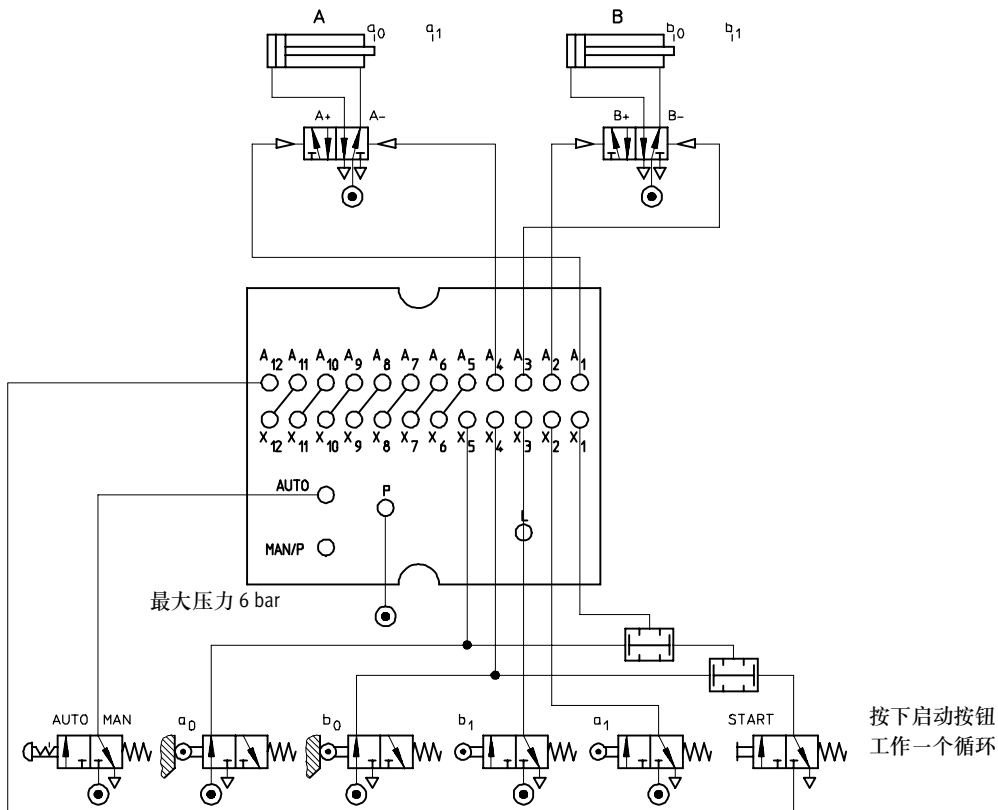 A
B
a0
a1
b0
b1
A+
A-
B+
B-
A12 A11 A10 A9 A8 A7 A6 A5 A4 A3 A2 A1
X12 X11 X10 X9 X8 X7 X6 X5 X4 X3 X2 X1
AUTO
P
L
MAN/P
最大压力 6 bar
AUTO MAN
a0
b0
b1
a1
START
按下启动按钮
工作一个循环